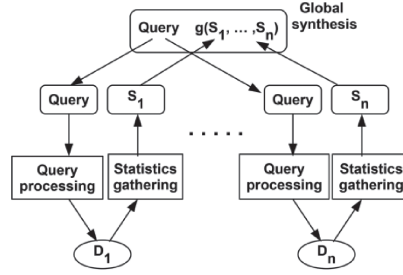 Global
synthesis
Query g(S1, ... ,Sn)
Query
S1
. . . . .
Query
Sn
Query
processing
Statistics
gathering
Query
processing
Statistics
gathering
D1
Dn